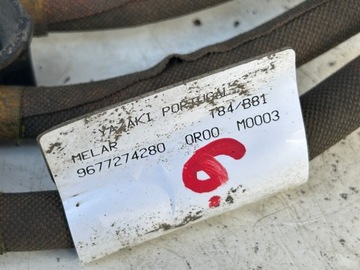 YAZAKI PORTUGAL
T84/B81
MELAR
9677274280 0R00 M0003
6.